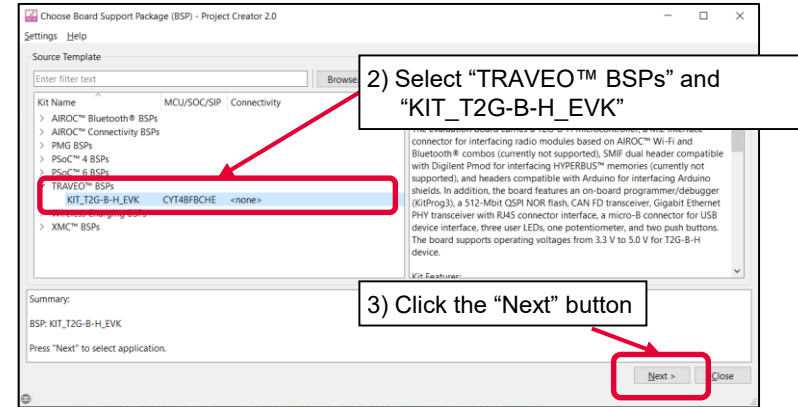 Choose Board Support Package (BSP) - Project Creator 2.0
Settings Help
Source Template
Enter filter text
Browse
2) Select “TRAVEO™ BSPs” and
“KIT_T2G-B-H_EVK”
Kit Name MCU/SOC/SIP Connectivity
> AIROC™ Bluetooth® BSPs
> AIROC™ Connectivity BSPs
> PMG BSPs
> PSoC™ 4 BSPs
> PSoC™ 6 BSPs
TRAVEO™ BSPs
KIT_T2G-B-H_EVK CYT4BFBCHE <none>
> Wireless Charging BSPs
> XMC™ BSPs
The evaluation board carries a T2G-B-H microcontroller, a M.2 interface
connector for interfacing radio modules based on AIROC™ Wi-Fi and
Bluetooth® combos (currently not supported), SMIF dual header compatible
with Digilent Pmod for interfacing HYPERBUS™ memories (currently not
supported), and headers compatible with Arduino for interfacing Arduino
shields. In addition, the board features an on-board programmer/debugger
(KitProg3), a 512-Mbit QSPI NOR flash, CAN FD transceiver, Gigabit Ethernet
PHY transceiver with RJ45 connector interface, a micro-B connector for USB
device interface, three user LEDs, one potentiometer, and two push buttons.
The board supports operating voltages from 3.3 V to 5.0 V for T2G-B-H
device.
Kit Features:
Summary:
3) Click the “Next” button
BSP: KIT_T2G-B-H_EVK
Press "Next" to select application.
Next > Close